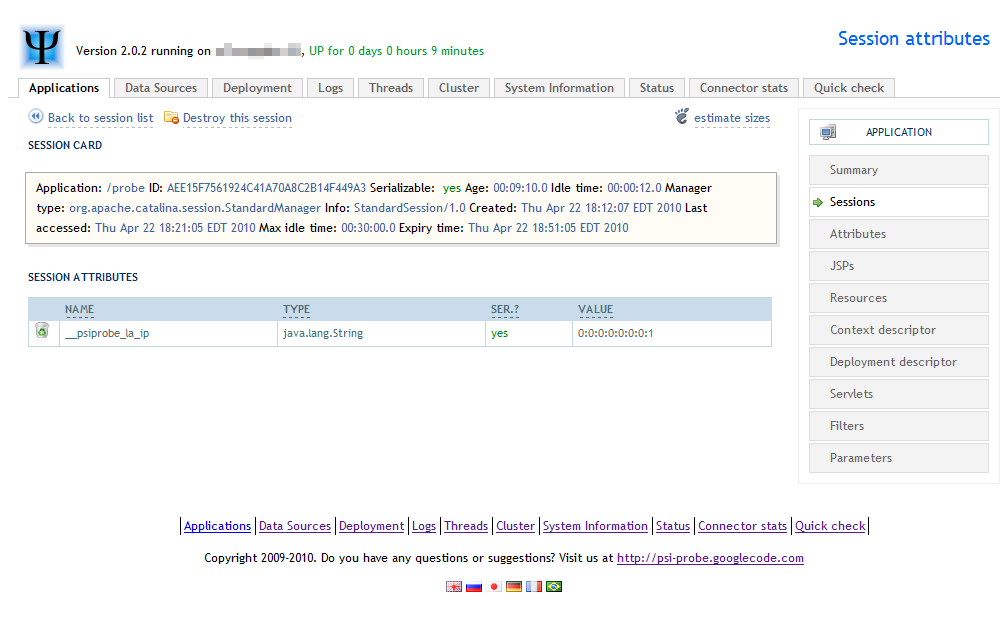 Ψ
Version 2.0.2 running on , UP for 0 days 0 hours 9 minutes
Session attributes
Applications Data Sources Deployment Logs Threads Cluster System Information Status Connector stats Quick check
Back to session list Destroy this session estimate sizes
SESSION CARD
Application: /probe ID: AEE15F7561924C41A70A8C2B14F449A3 Serializable: yes Age: 00:09:10.0 Idle time: 00:00:12.0 Manager
type: org.apache.catalina.session.StandardManager Info: StandardSession/1.0 Created: Thu Apr 22 18:12:07 EDT 2010 Last
accessed: Thu Apr 22 18:21:05 EDT 2010 Max idle time: 00:30:00.0 Expiry time: Thu Apr 22 18:51:05 EDT 2010
SESSION ATTRIBUTES
NAME TYPE SER.? VALUE
__psiprobe_la_ip java.lang.String yes 0:0:0:0:0:0:0:1
APPLICATION
Summary
Sessions
Attributes
JSPs
Resources
Context descriptor
Deployment descriptor
Servlets
Filters
Parameters
Applications Data Sources Deployment Logs Threads Cluster System Information Status Connector stats Quick check
Copyright 2009-2010. Do you have any questions or suggestions? Visit us at http://psi-probe.googlecode.com